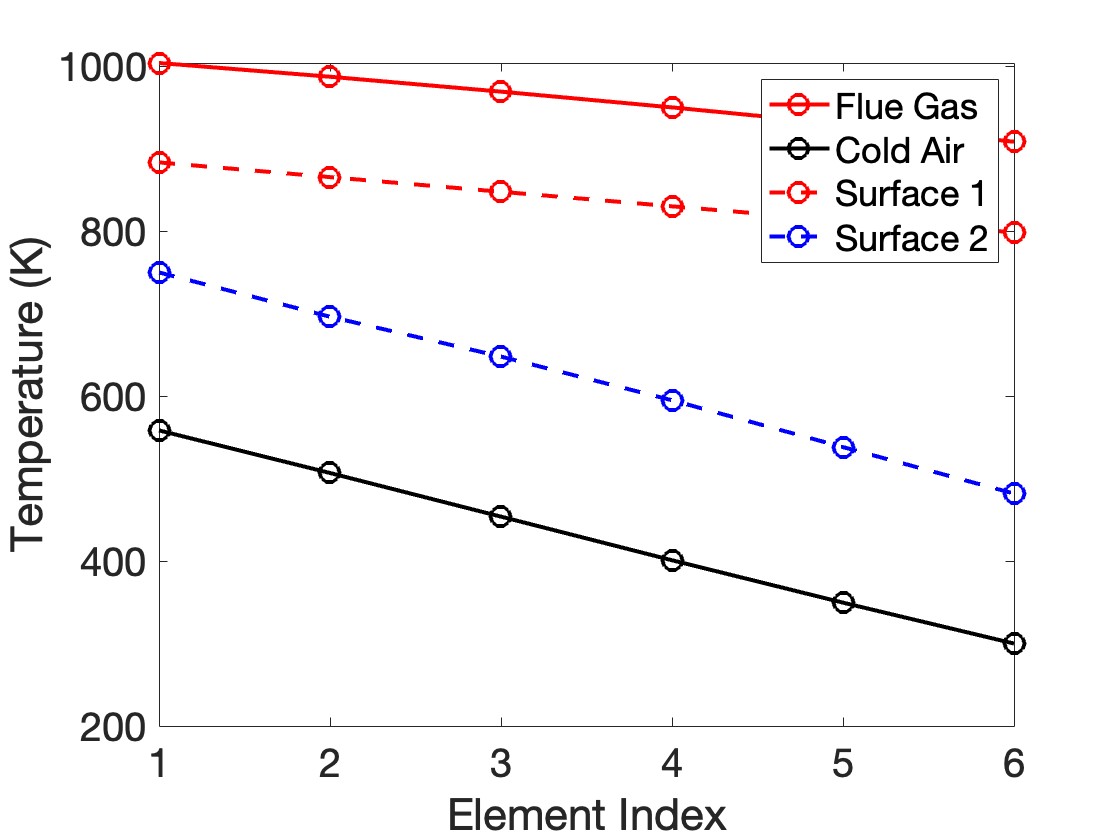 1000
800
600
400
200
Temperature (K)
Flue Gas
Cold Air
Surface 1
Surface 2
1 2 3 4 5 6
Element Index